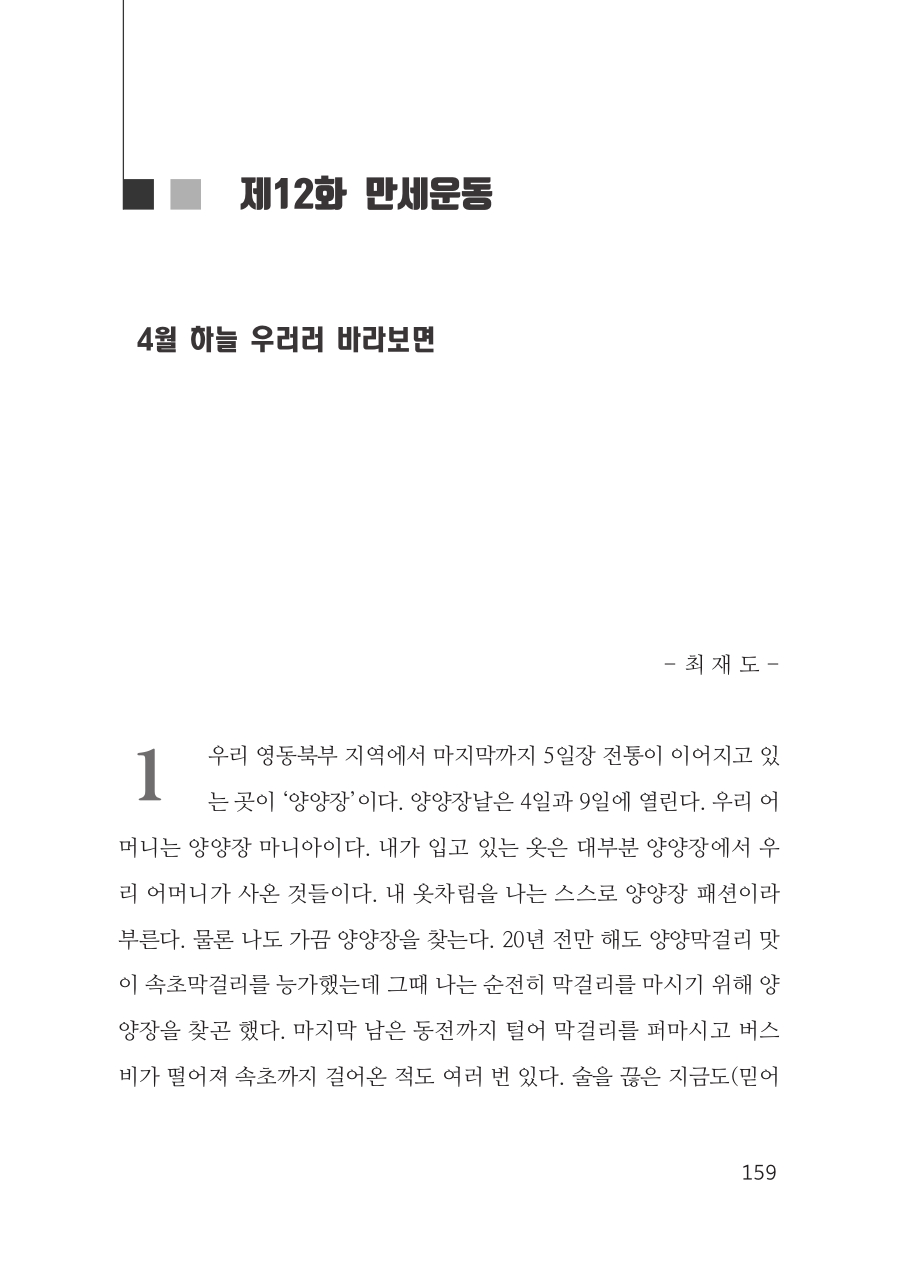 제12화 만세운동
4월 하늘 우러러 바라보면
- 최 재 도 -
1
우리 영동북부 지역에서 마지막까지 5일장 전통이 이어지고 있
는 곳이 ‘양양장’이다. 양양장날은 4일과 9일에 열린다. 우리 어
머니는 양양장 마니아이다. 내가 입고 있는 옷은 대부분 양양장에서 우
리 어머니가 사온 것들이다. 내 옷차림을 나는 스스로 양양장 패션이라
부른다. 물론 나도 가끔 양양장을 찾는다. 20년 전만 해도 양양막걸리 맛
이 속초막걸리를 능가했는데 그때 나는 순전히 막걸리를 마시기 위해 양
양장을 찾곤 했다. 마지막 남은 동전까지 털어 막걸리를 퍼마시고 버스
비가 떨어져 속초까지 걸어온 적도 여러 번 있다. 술을 끊은 지금도(믿어
159